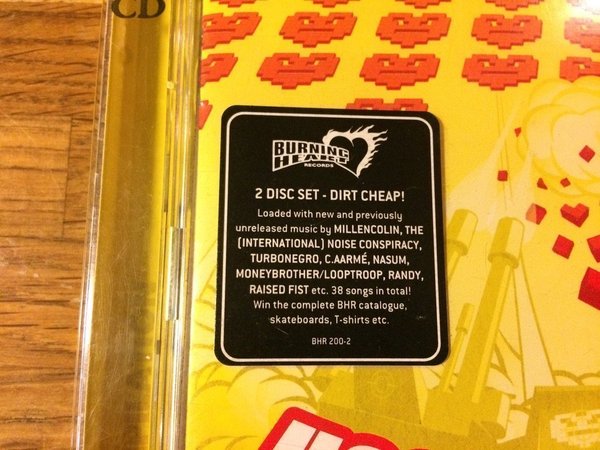 CD
BURNING
HEART
RECORDS
2 DISC SET - DIRT CHEAP!
Loaded with new and previously
unreleased music by MILLENCOLIN, THE
(INTERNATIONAL) NOISE CONSPIRACY,
TURBONEGRO, C.AARMÉ, NASUM,
MONEYBROTHER/LOOPTROOP, RANDY,
RAISED FIST etc. 38 songs in total!
Win the complete BHR catalogue,
skateboards, T-shirts etc.
BHR 200-2